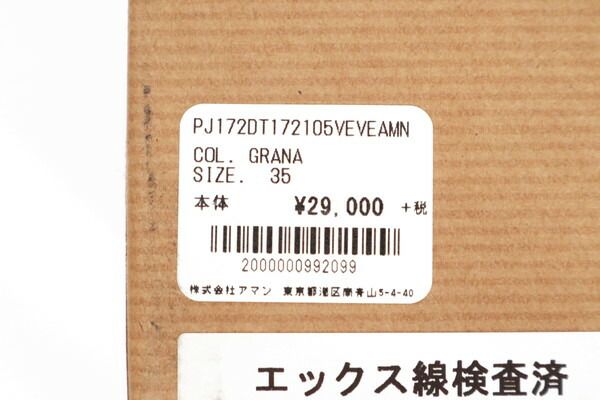 PJ172DT172105VEVEAMN
COL. GRANA
SIZE. 35
本体 ¥29,000 +税
2000000992099
株式会社アマン 東京都港区南青山5-4-40
エックス線検査済